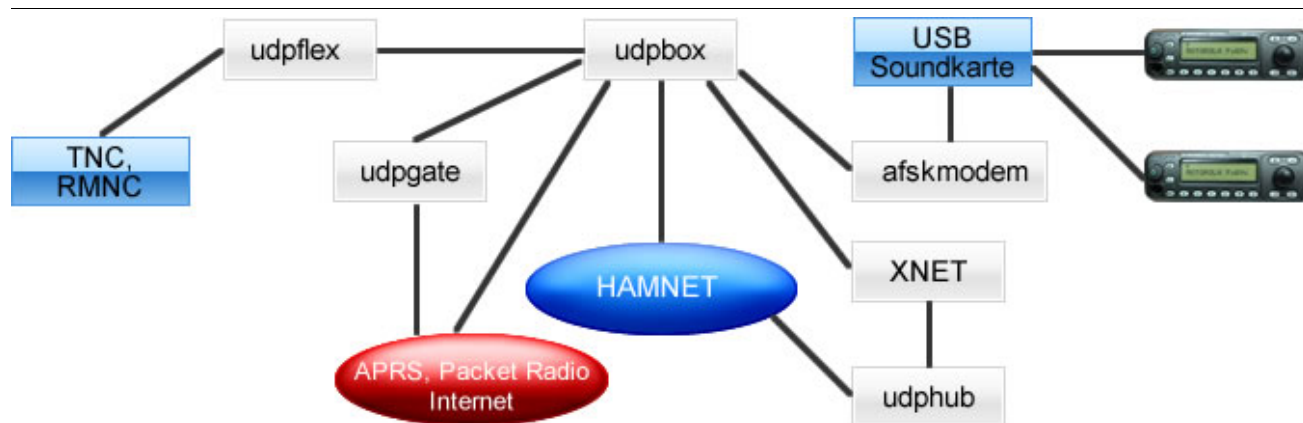 udpflex
udpbox
USB
Soundkarte
TNC,
RMNC
udpgate
afskmodem
HAMNET
XNET
APRS, Packet Radio
Internet
udphub